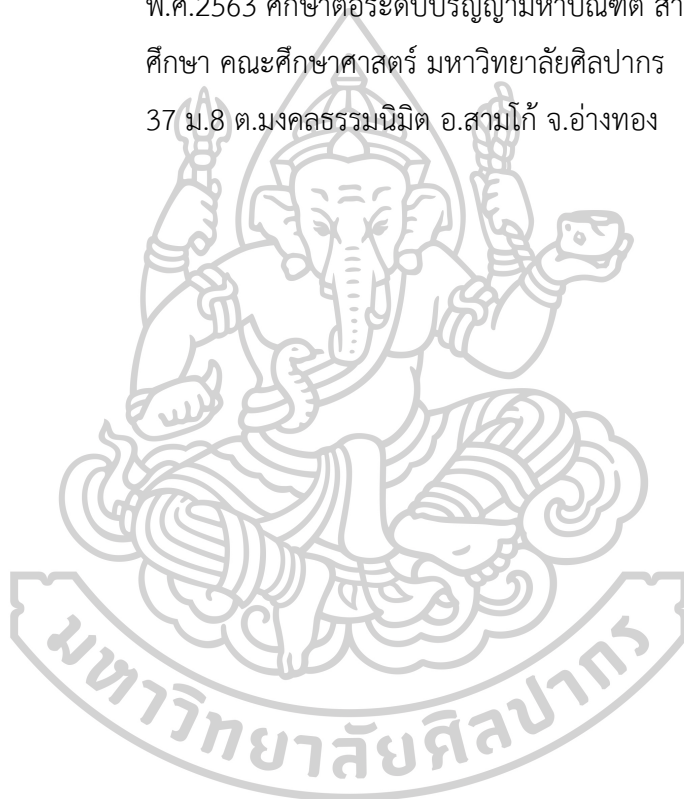 พ.ศ.2563 ศึกษาต่อระดับปริญญามหาบัณฑิต
ศึกษา คณะศึกษาศาสตร์ มหาวิทยาลัยศิลปากร
37 ม.8 ต.มงคลธรรมนิมิต อ.สามโก้ จ.อ่างทอง
มหาวิทยาลัยศิลปากร